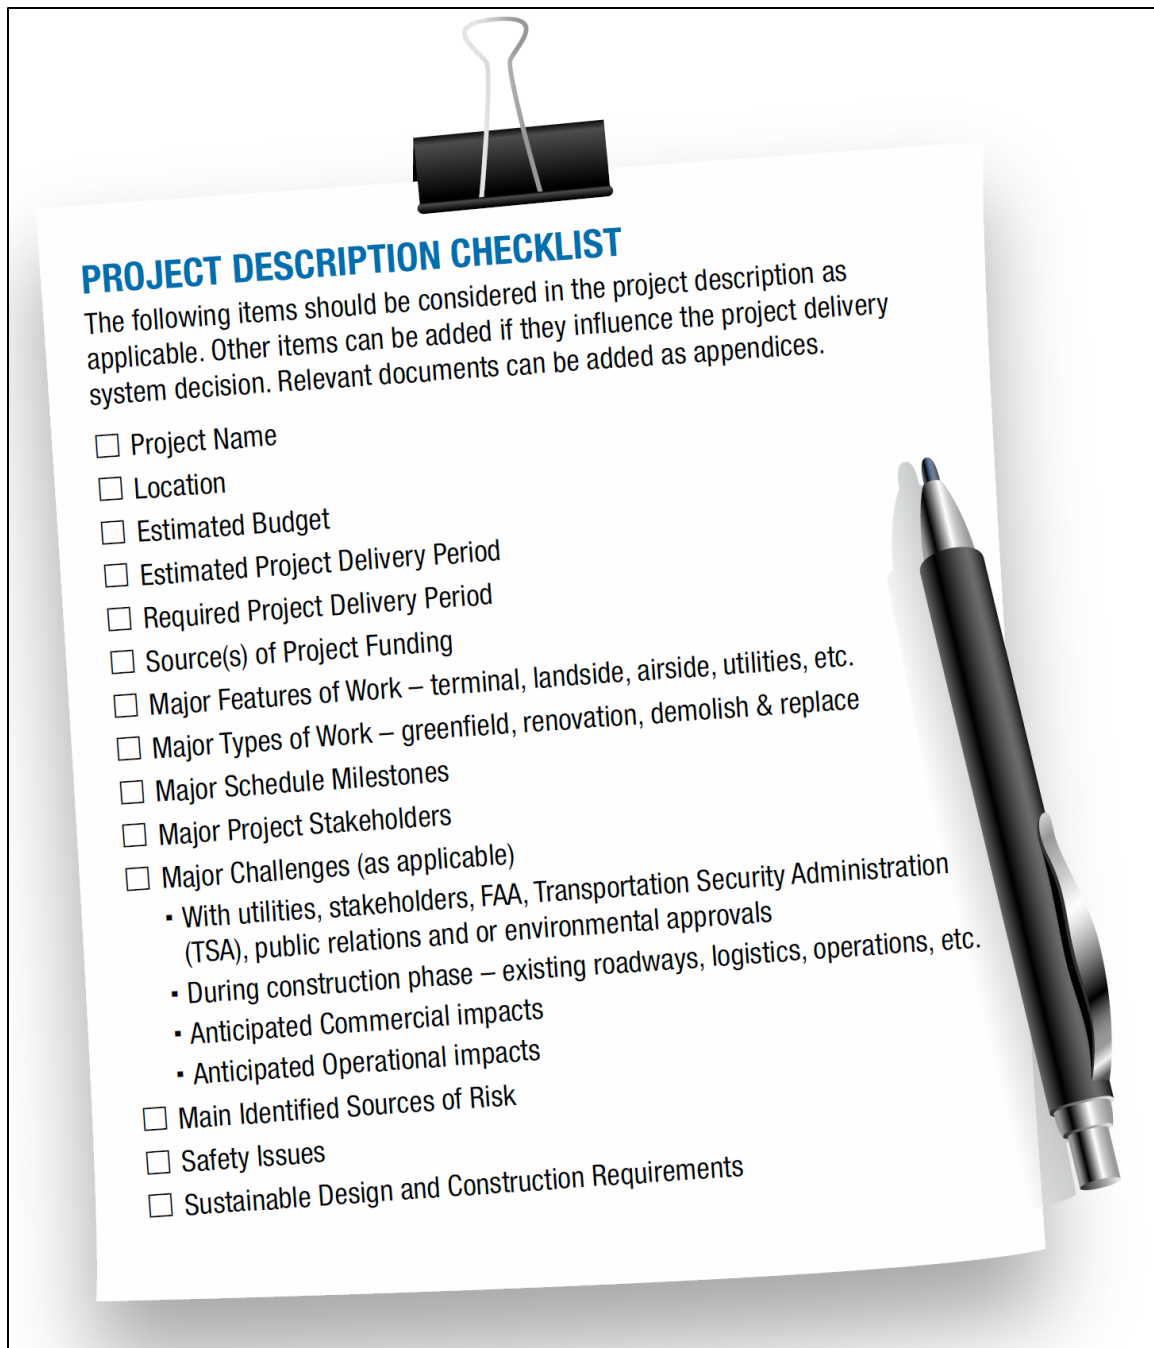 PROJECT DESCRIPTION CHECKLIST
The following items should be considered in the project description as
applicable. Other items can be added if they influence the project delivery
system decision. Relevant documents can be added as appendices.
☐ Project Name
☐ Location
☐ Estimated Budget
☐ Estimated Project Delivery Period
☐ Required Project Delivery Period
☐ Source(s) of Project Funding
☐ Major Features of Work – terminal, landside, airside, utilities, etc.
☐ Major Types of Work – greenfield, renovation, demolish & replace
☐ Major Schedule Milestones
☐ Major Project Stakeholders
☐ Major Challenges (as applicable)
▪ With utilities, stakeholders, FAA, Transportation Security Administration
(TSA), public relations and or environmental approvals
▪ During construction phase – existing roadways, logistics, operations, etc.
▪ Anticipated Commercial impacts
▪ Anticipated Operational impacts
☐ Main Identified Sources of Risk
☐ Safety Issues
☐ Sustainable Design and Construction Requirements